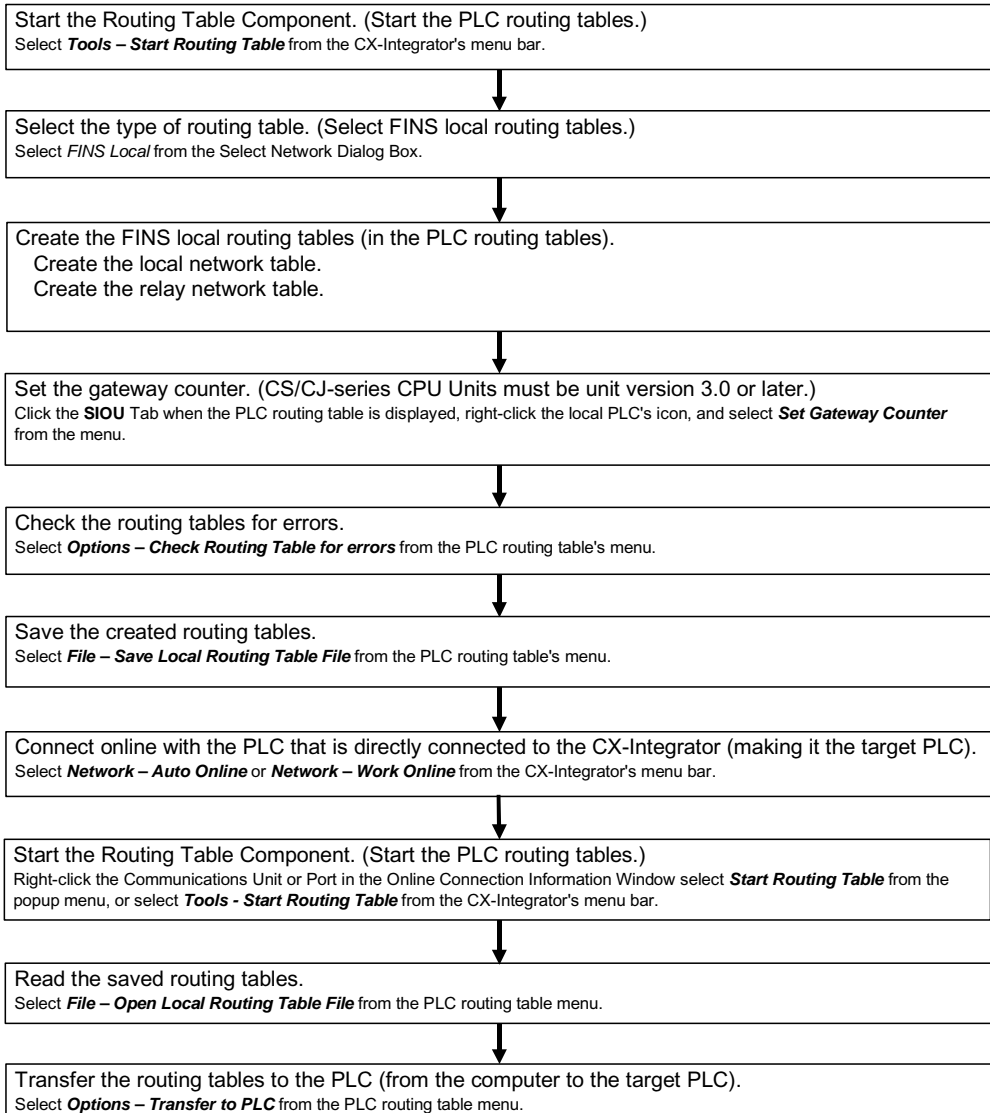 Start the Routing Table Component. (Start the PLC routing tables.)
Select Tools – Start Routing Table from the CX-Integrator's menu bar.
Select the type of routing table. (Select FINS local routing tables.)
Select FINS Local from the Select Network Dialog Box.
Create the FINS local routing tables (in the PLC routing tables).
Create the local network table.
Create the relay network table.
Set the gateway counter. (CS/CJ-series CPU Units must be unit version 3.0 or later.)
Click the SIOU Tab when the PLC routing table is displayed, right-click the local PLC's icon, and select Set Gateway Counter
from the menu.
Check the routing tables for errors.
Select Options – Check Routing Table for errors from the PLC routing table's menu.
Save the created routing tables.
Select File – Save Local Routing Table File from the PLC routing table's menu.
Connect online with the PLC that is directly connected to the CX-Integrator (making it the target PLC).
Select Network – Auto Online or Network – Work Online from the CX-Integrator's menu bar.
Start the Routing Table Component. (Start the PLC routing tables.)
Right-click the Communications Unit or Port in the Online Connection Information Window select Start Routing Table from the
popup menu, or select Tools - Start Routing Table from the CX-Integrator's menu bar.
Read the saved routing tables.
Select File – Open Local Routing Table File from the PLC routing table menu.
Transfer the routing tables to the PLC (from the computer to the target PLC).
Select Options – Transfer to PLC from the PLC routing table menu.